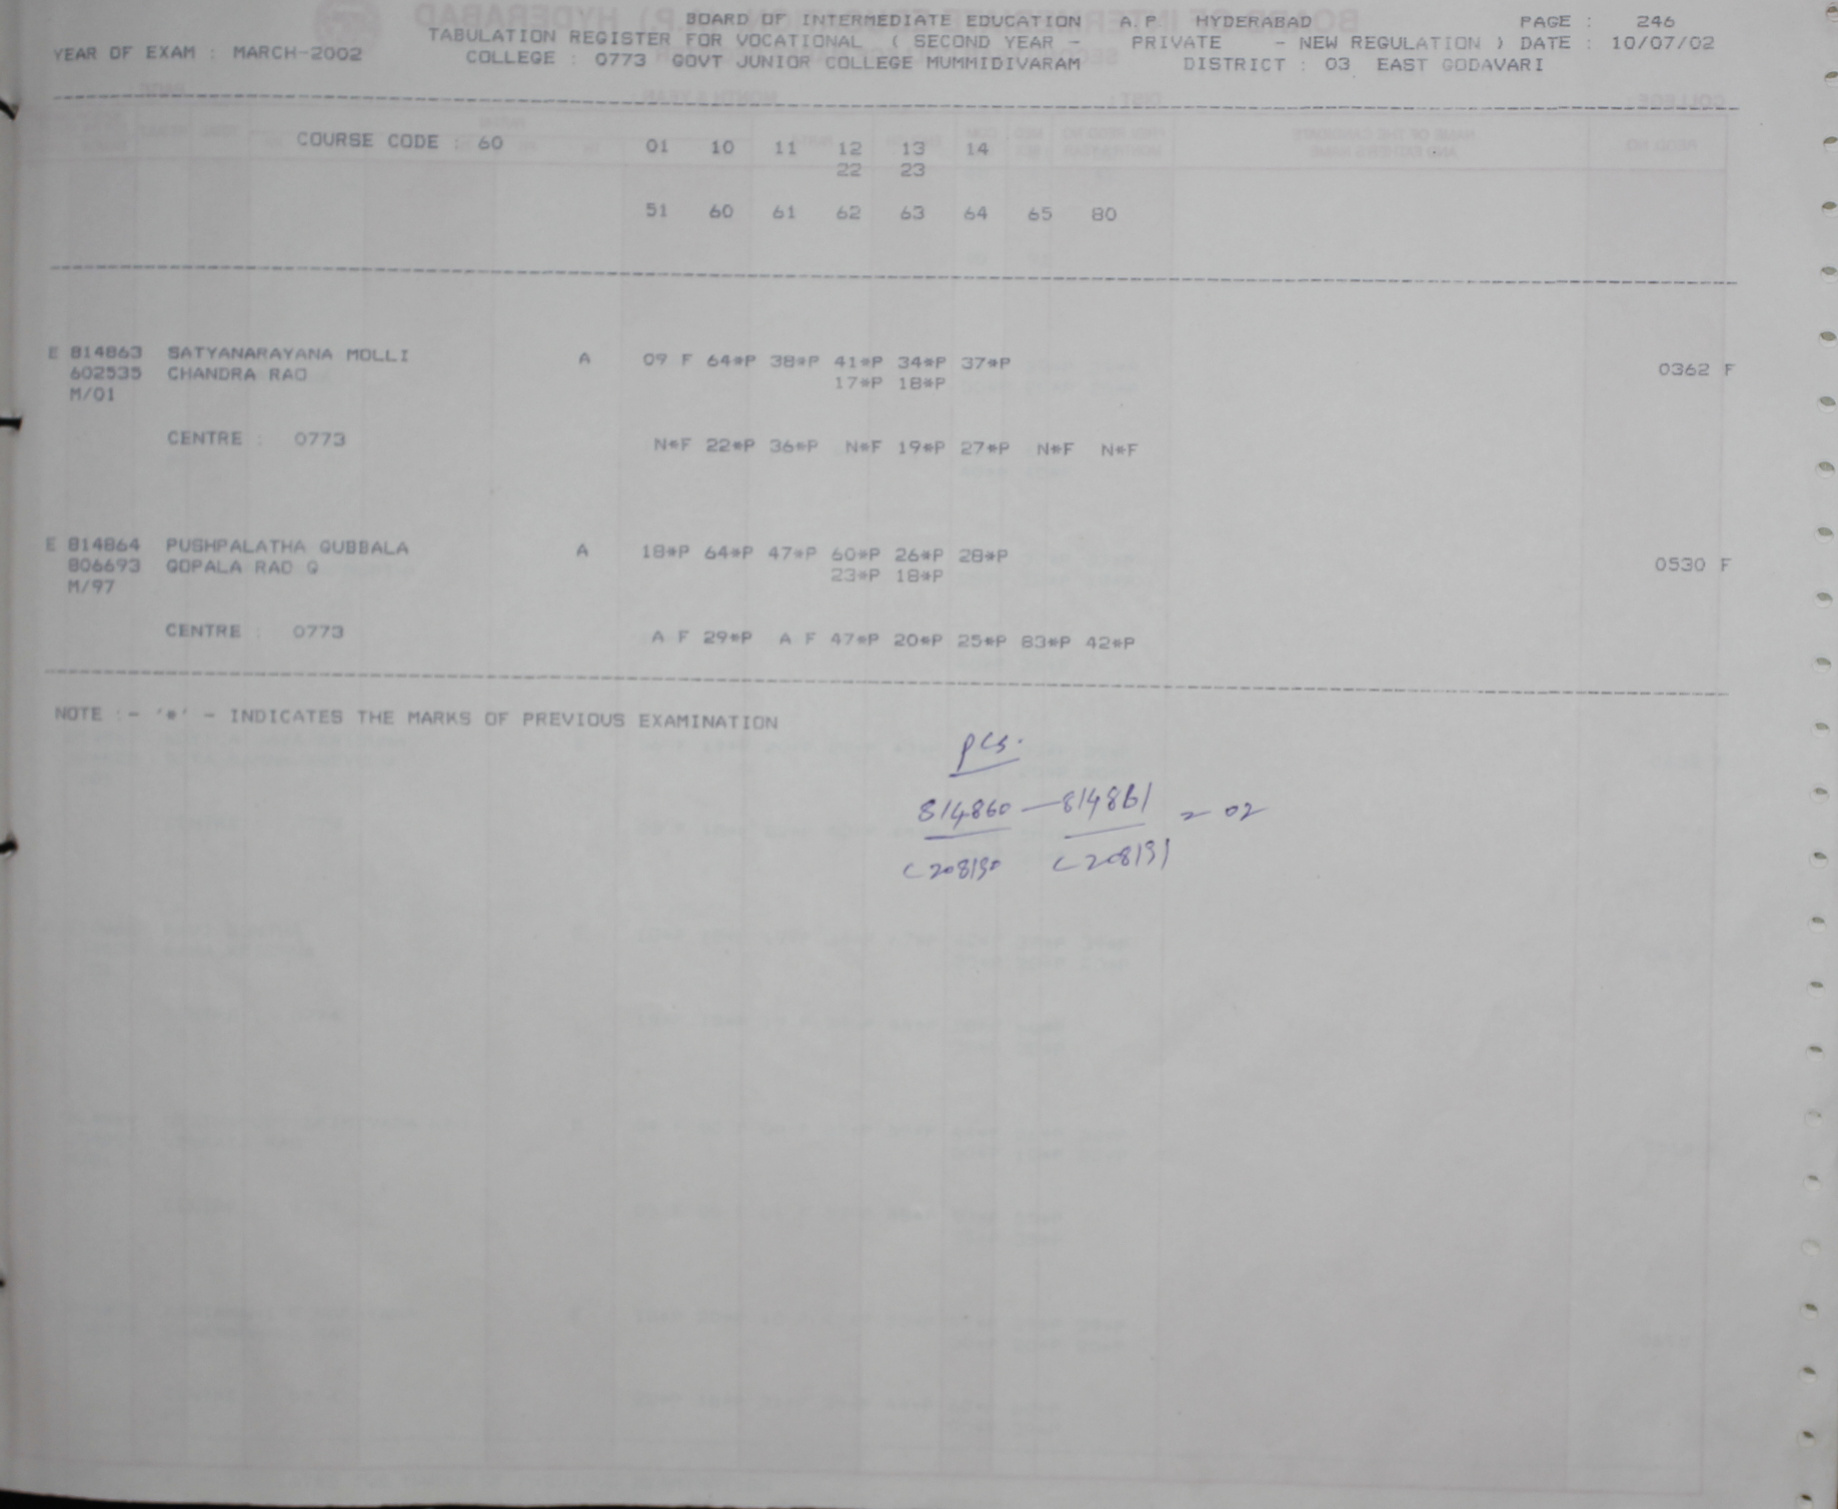 BOARD OF INTERMEDIATE EDUCATION A.P HYDERABAD PAGE : 246
TABULATION REGISTER FOR VOCATIONAL ( SECOND YEAR - PRIVATE - NEW REGULATION ) DATE : 10/07/02
YEAR OF EXAM : MARCH-2002 COLLEGE : 0773 GOVT JUNIOR COLLEGE MUMMIDIVARAM DISTRICT : 03 EAST GODAVARI
COURSE CODE : 60 01 10 11 12 13 14
22 23
51 60 61 62 63 64 65 80
E 814863 SATYANARAYANA MOLLI A 09 F 64*P 38*P 41*P 34*P 37*P 0362 F
602535 CHANDRA RAO 17*P 18*P
M/01
CENTRE : 0773 N*F 22*P 36*P N*F 19*P 27*P N*F N*F
E 814864 PUSHPALATHA GUBBALA A 18*P 64*P 47*P 60*P 26*P 28*P 0530 F
806693 GOPALA RAO G 23*P 18*P
M/97
CENTRE : 0773 A F 29*P A F 47*P 20*P 25*P 83*P 42*P
NOTE :- '*' - INDICATES THE MARKS OF PREVIOUS EXAMINATION
pcs.
814860 — 814861 = 02